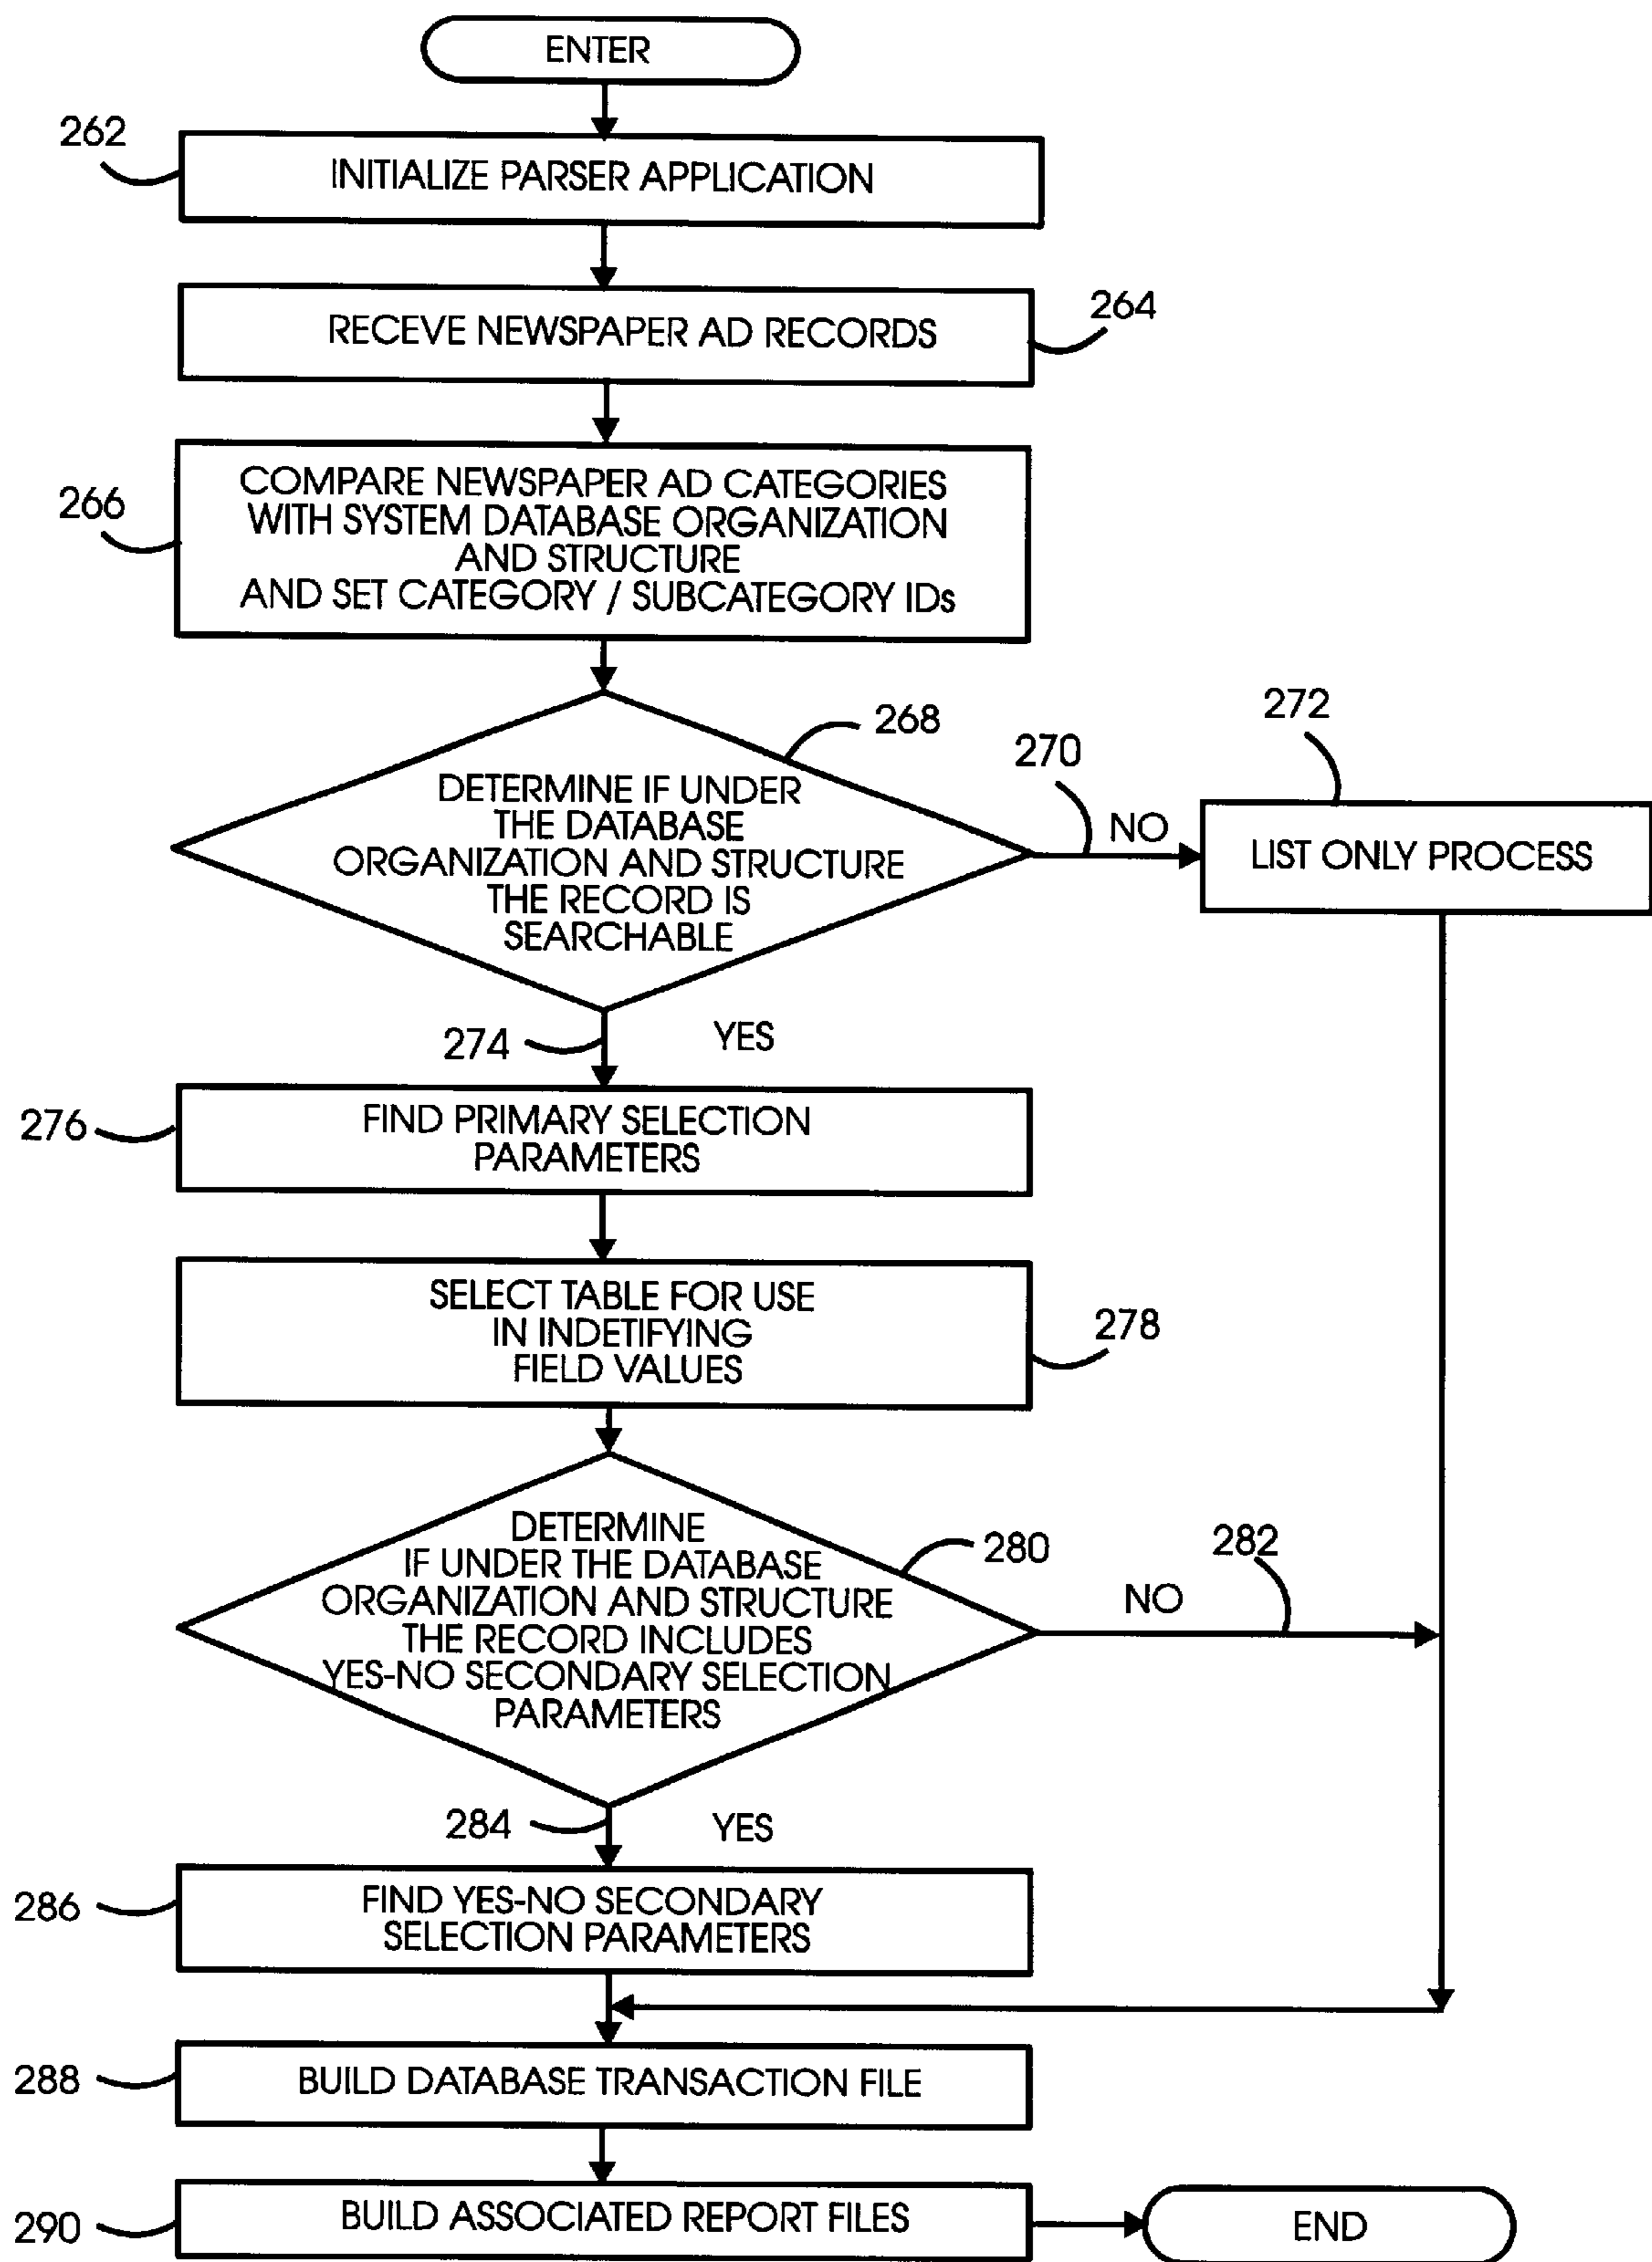 ENTER
262
INITIALIZE PARSER APPLICATION
RECEVE NEWSPAPER AD RECORDS
264
266
COMPARE NEWSPAPER AD CATEGORIES
WITH SYSTEM DATABASE ORGANIZATION
AND STRUCTURE
AND SET CATEGORY / SUBCATEGORY IDs
268
DETERMINE IF UNDER
THE DATABASE
ORGANIZATION AND STRUCTURE
THE RECORD IS
SEARCHABLE
270
NO
272
LIST ONLY PROCESS
274
YES
276
FIND PRIMARY SELECTION
PARAMETERS
SELECT TABLE FOR USE
IN INDETIFYING
FIELD VALUES
278
DETERMINE
IF UNDER THE DATABASE
ORGANIZATION AND STRUCTURE
THE RECORD INCLUDES
YES-NO SECONDARY SELECTION
PARAMETERS
280
282
NO
284
YES
286
FIND YES-NO SECONDARY
SELECTION PARAMETERS
288
BUILD DATABASE TRANSACTION FILE
290
BUILD ASSOCIATED REPORT FILES
END